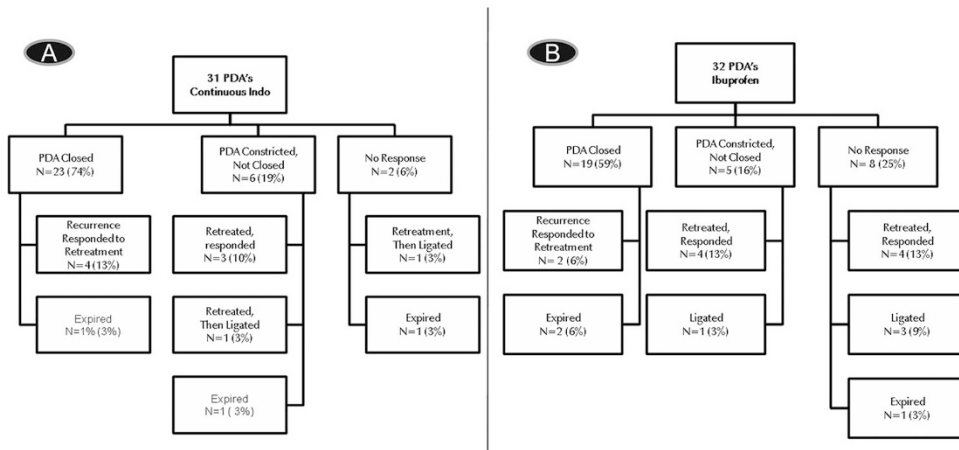 A
31 PDA's
Continuous Indo
PDA Closed
N=23 (74%)
PDA Constricted,
Not Closed
N=6 (19%)
No Response
N=2 (6%)
Recurrence
Responded to
Retreatment
N=4 (13%)
Retreated,
responded
N=3 (10%)
Retreatment,
Then Ligated
N=1 (3%)
Expired
N=1% (3%)
Retreated,
Then Ligated
N=1 (3%)
Expired
N=1 (3%)
Expired
N=1 ( 3%)
B
32 PDA's
Ibuprofen
PDA Closed
N=19 (59%)
PDA Constricted,
Not Closed
N=5 (16%)
No Response
N= 8 (25%)
Recurrence
Responded to
Retreatment
N= 2 (6%)
Retreated,
Responded
N=4 (13%)
Retreated,
Responded
N=4 (13%)
Expired
N=2 (6%)
Ligated
N=1 (3%)
Ligated
N=3 (9%)
Expired
N=1 (3%)